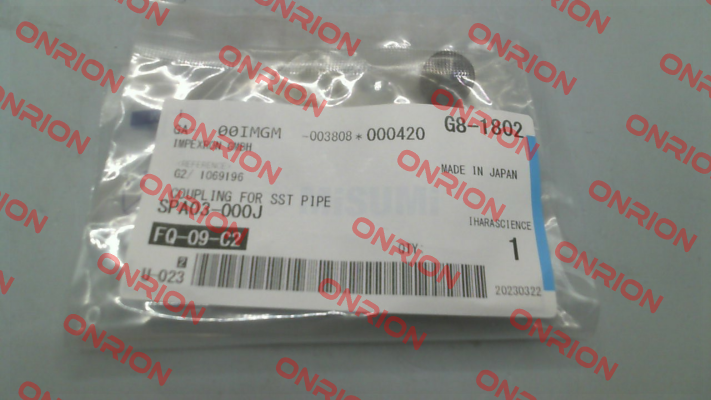 GA/ 00IMGM -003808*000420 G8-1802
IMPEXRON GMBH
-REFERENCE-
G2/ 1069196
MADE IN JAPAN
COUPLING FOR SST PIPE
SPA03-000J
IHARASCIENCE
FQ-09-C2
QTY- 1
Z
U-023
20230322
ONRION